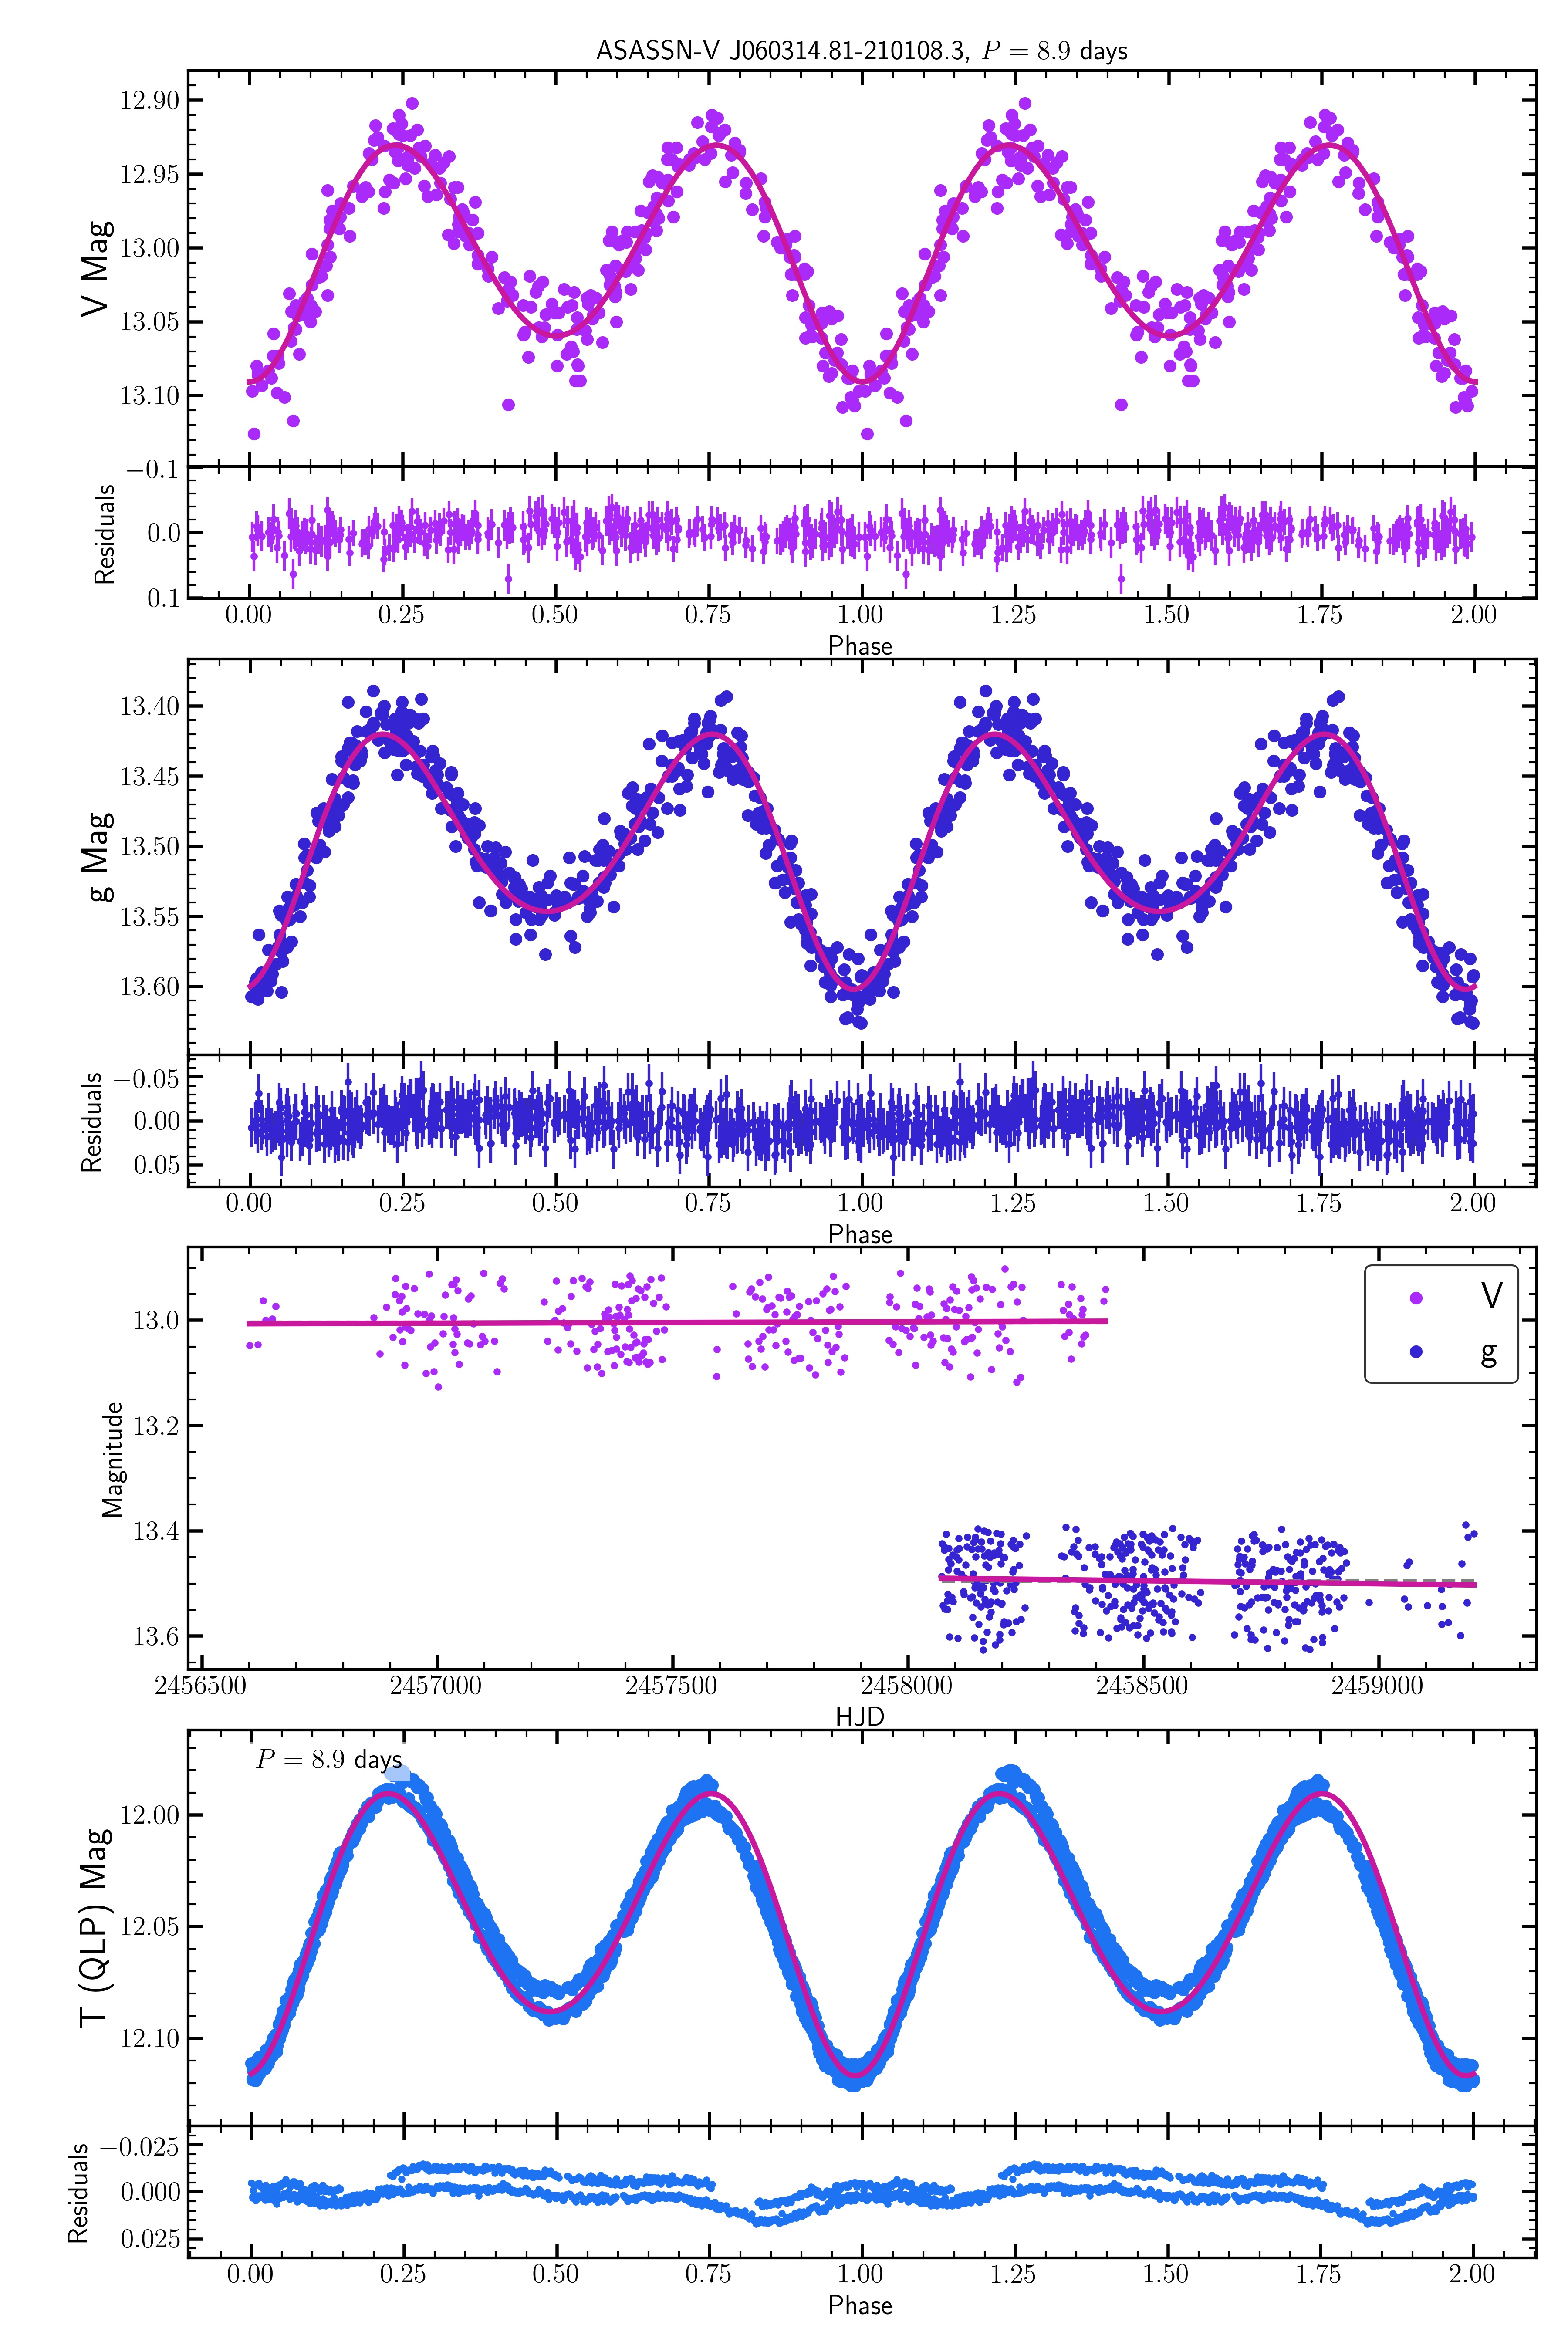 ASASSN-V J060314.81-210108.3, P = 8.9 days
V Mag
12.90
12.95
13.00
13.05
13.10
Residuals
−0.1
0.0
0.1
0.00 0.25 0.50 0.75 1.00 1.25 1.50 1.75 2.00
Phase
g Mag
13.40
13.45
13.50
13.55
13.60
Residuals
−0.05
0.00
0.05
0.00 0.25 0.50 0.75 1.00 1.25 1.50 1.75 2.00
Phase
Magnitude
13.0
13.2
13.4
13.6
V
g
2456500 2457000 2457500 2458000 2458500 2459000
HJD
P = 8.9 days
T (QLP) Mag
12.00
12.05
12.10
Residuals
−0.025
0.000
0.025
0.00 0.25 0.50 0.75 1.00 1.25 1.50 1.75 2.00
Phase